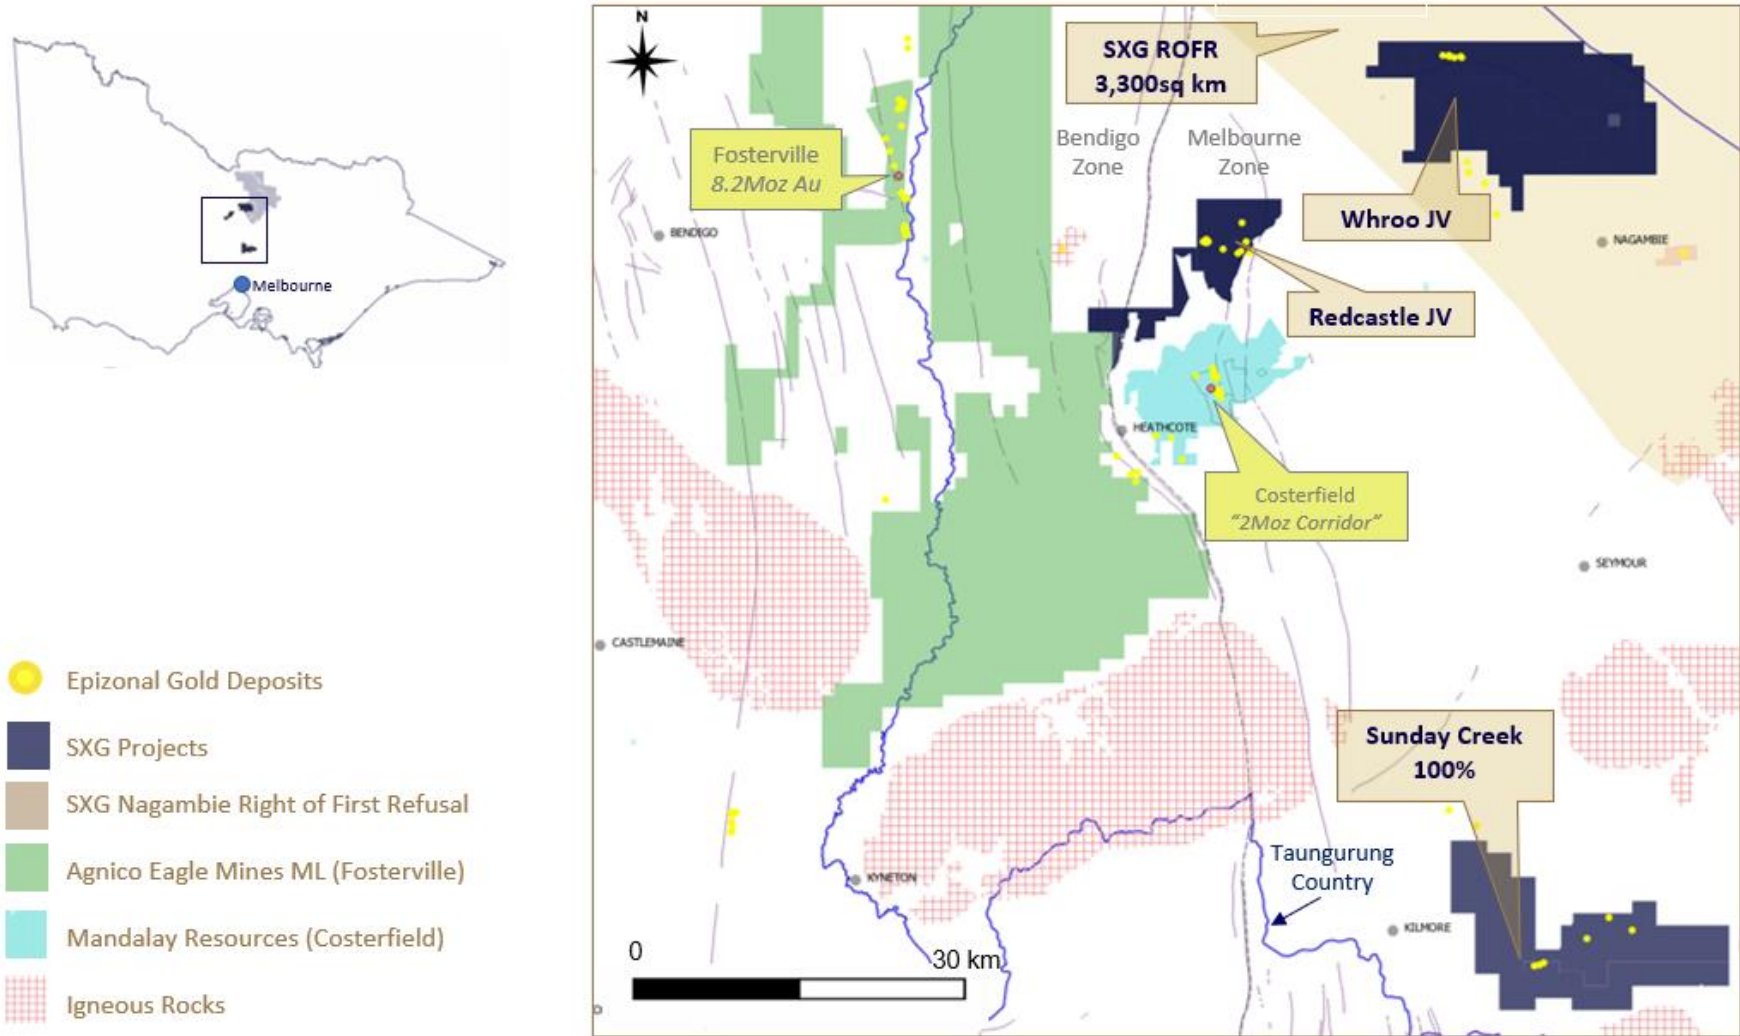 Melbourne
Epizonal Gold Deposits
SXG Projects
SXG Nagambie Right of First Refusal
Agnico Eagle Mines ML (Fosterville)
Mandalay Resources (Costerfield)
Igneous Rocks
N
SXG ROFR
3,300sq km
Bendigo
Zone
Melbourne
Zone
Fosterville
8.2Moz Au
Whroo JV
BENDIGO
NAGAMBIE
Redcastle JV
HEATHCOTE
Costerfield
“2Moz Corridor”
SEYMOUR
CASTLEMAINE
Sunday Creek
100%
Taungurung
Country
KYNETON
KILMORE
0
30 km